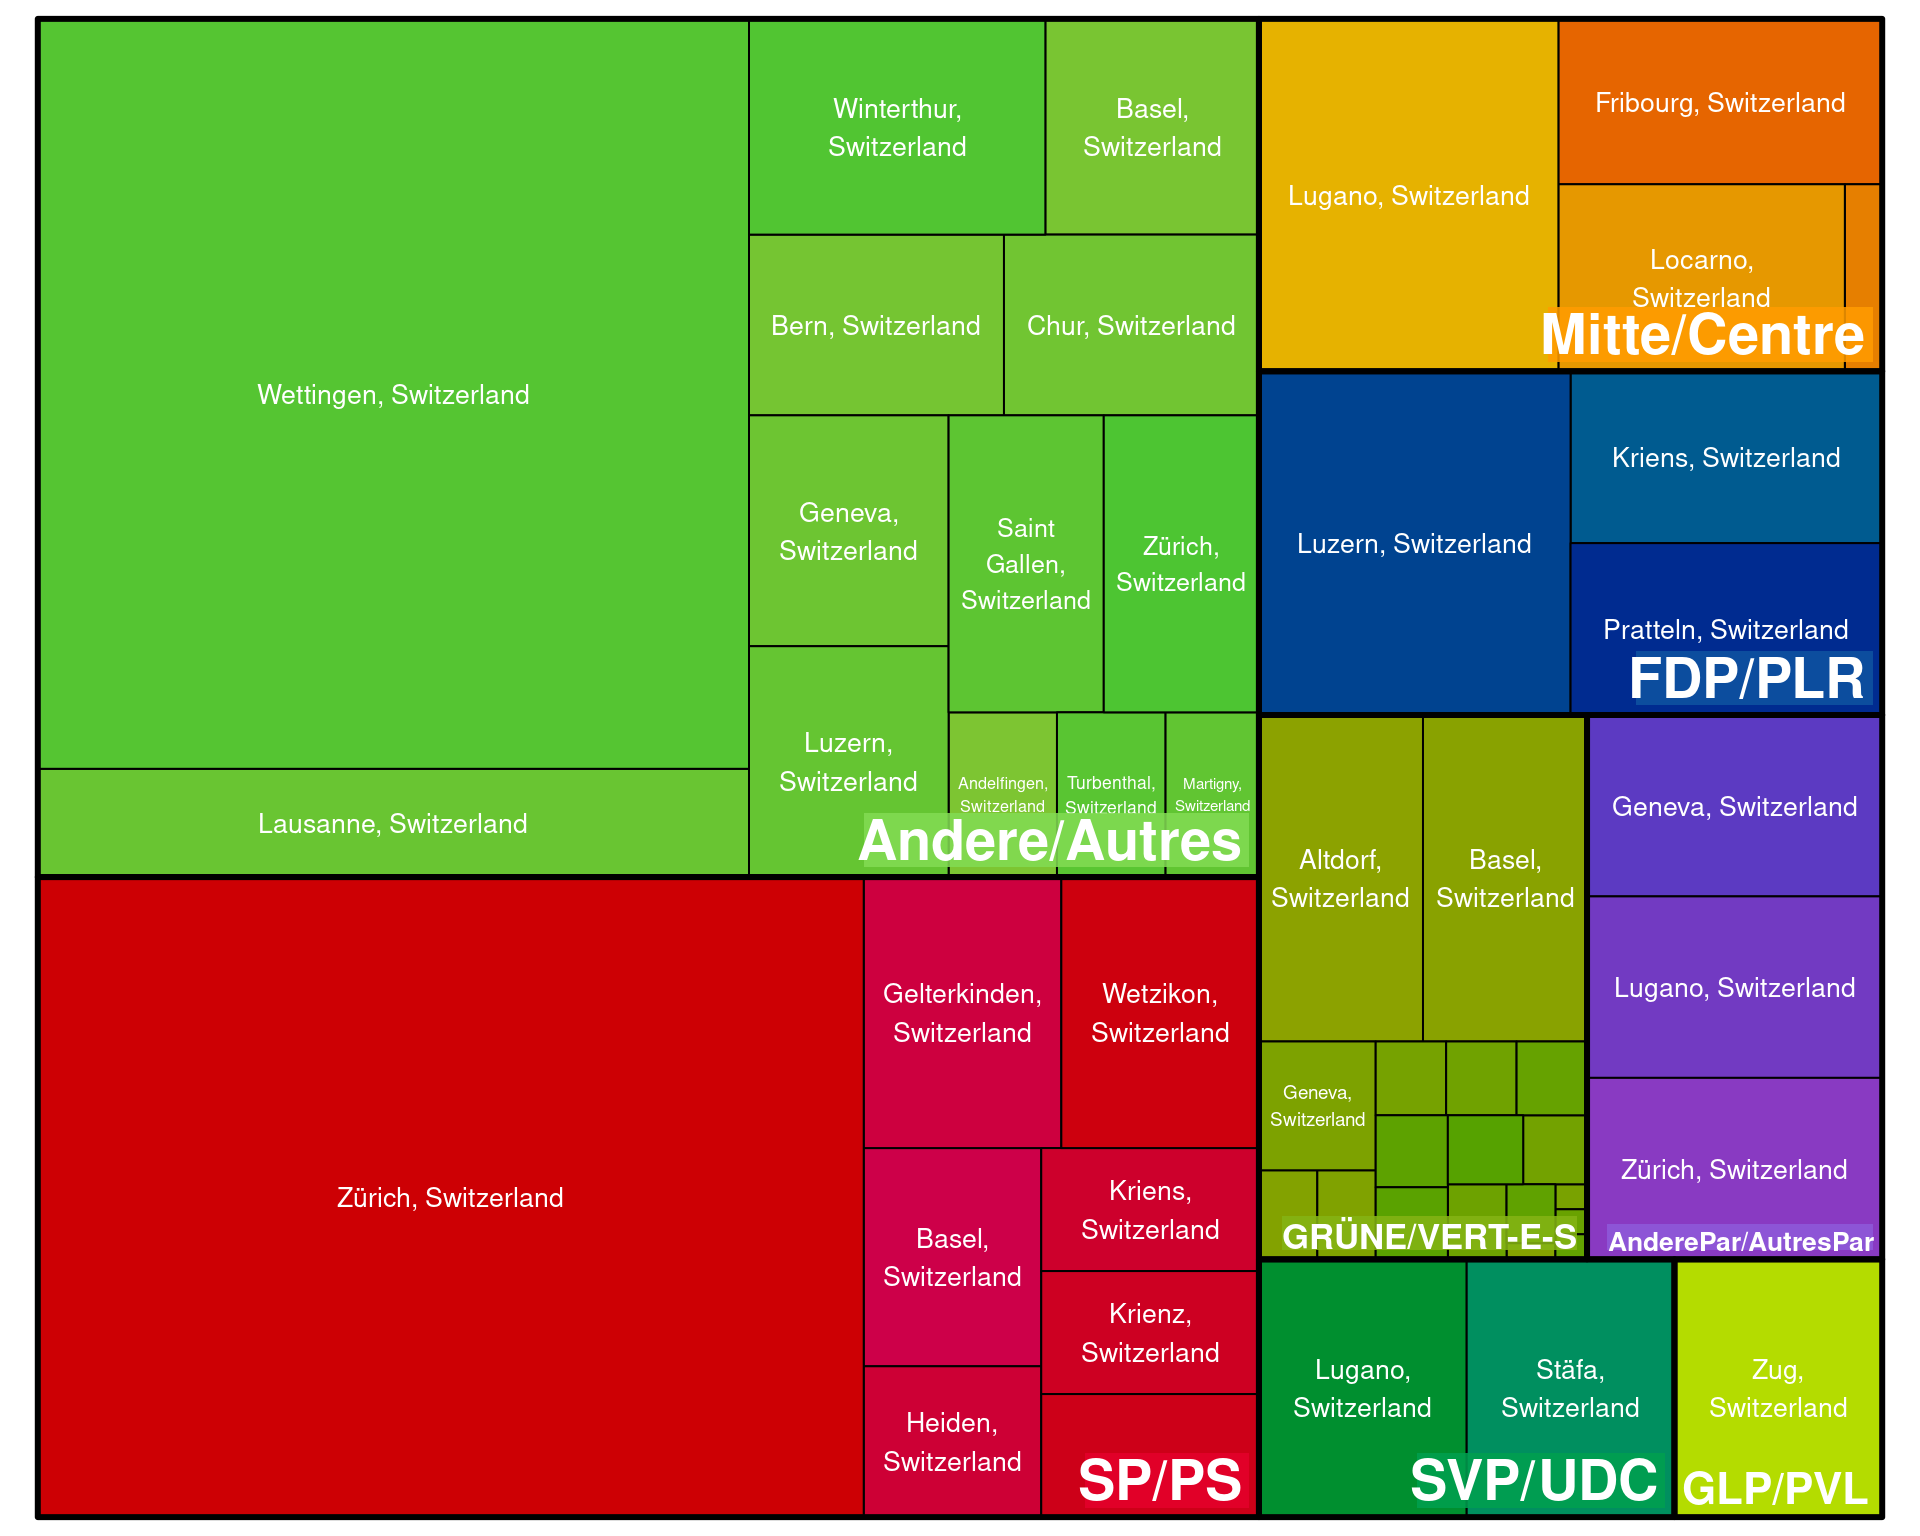 Wettingen, Switzerland
Lausanne, Switzerland
Winterthur,
Switzerland
Basel,
Switzerland
Bern, Switzerland
Chur, Switzerland
Geneva,
Switzerland
Saint
Gallen,
Switzerland
Zürich,
Switzerland
Luzern,
Switzerland
Andelfingen,
Switzerland
Turbenthal,
Switzerland
Martigny,
Switzerland
Andere/Autres
Zürich, Switzerland
Gelterkinden,
Switzerland
Wetzikon,
Switzerland
Basel,
Switzerland
Kriens,
Switzerland
Krienz,
Switzerland
Heiden,
Switzerland
SP/PS
Lugano, Switzerland
Fribourg, Switzerland
Locarno,
Switzerland
Mitte/Centre
Luzern, Switzerland
Kriens, Switzerland
Pratteln, Switzerland
FDP/PLR
Altdorf,
Switzerland
Basel,
Switzerland
Geneva,
Switzerland
GRÜNE/VERT-E-S
Geneva, Switzerland
Lugano, Switzerland
Zürich, Switzerland
AnderePar/AutresPar
Lugano,
Switzerland
Stäfa,
Switzerland
SVP/UDC
Zug,
Switzerland
GLP/PVL